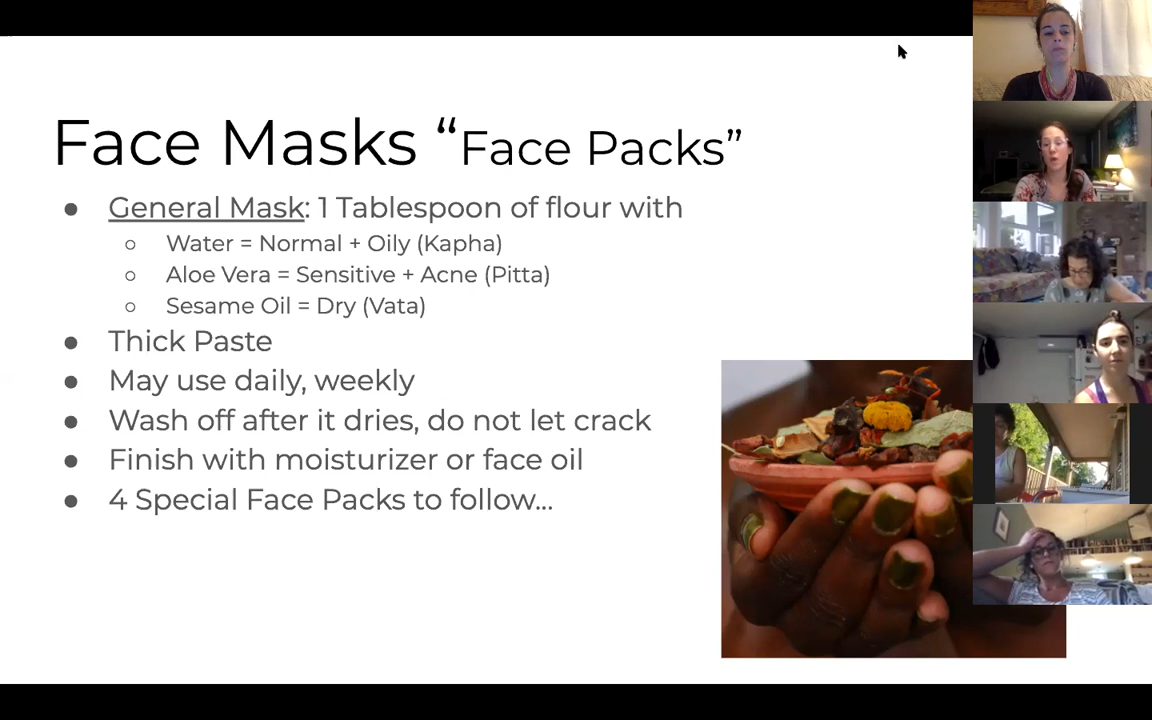 Face Masks “Face Packs”
● General Mask: 1 Tablespoon of flour with
○ Water = Normal + Oily (Kapha)
○ Aloe Vera = Sensitive + Acne (Pitta)
○ Sesame Oil = Dry (Vata)
● Thick Paste
● May use daily, weekly
● Wash off after it dries, do not let crack
● Finish with moisturizer or face oil
● 4 Special Face Packs to follow...